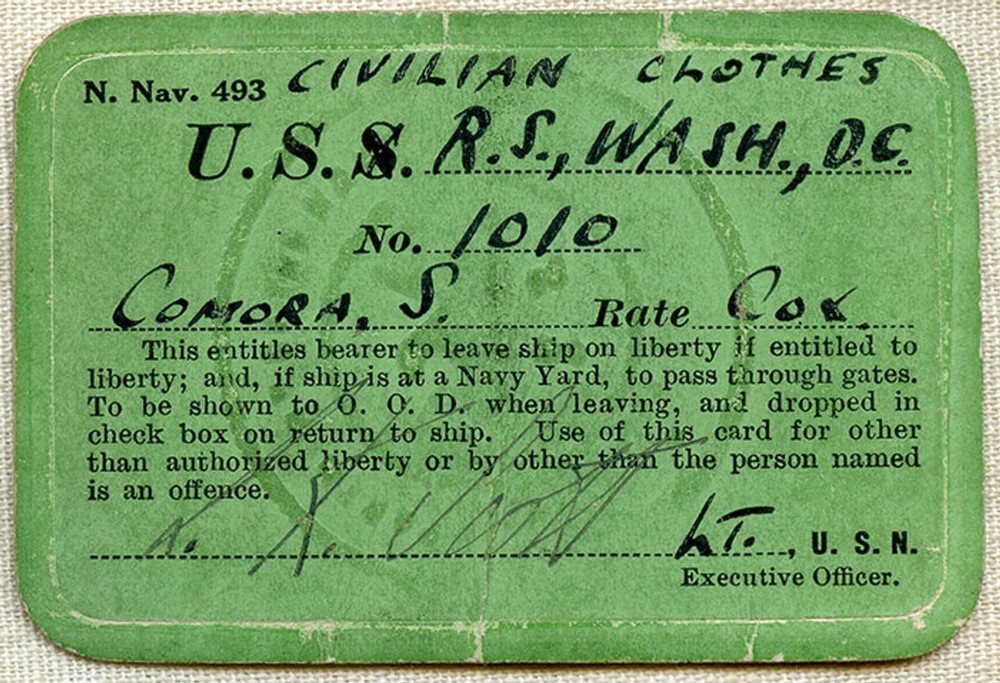 N. Nav. 493 CIVILIAN CLOTHES
U. S. S. R.S., WASH., D.C.
No. 1010
COMORA, S. Rate Cox.
This entitles bearer to leave ship on liberty if entitled to
liberty; and, if ship is at a Navy Yard, to pass through gates.
To be shown to O. O. D. when leaving, and dropped in
check box on return to ship. Use of this card for other
than authorized liberty or by other than the person named
is an offence.
LT. , U. S. N.
Executive Officer.